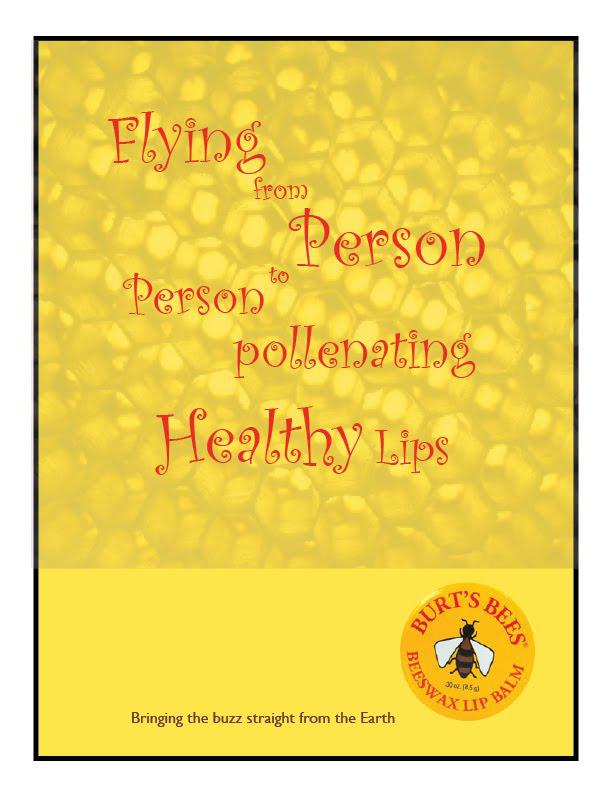 Flying
from
Person
to
Person
pollenating
Healthy Lips
BURT'S BEES®
.30 oz. (8.5 g)
BEESWAX LIP BALM
Bringing the buzz straight from the Earth